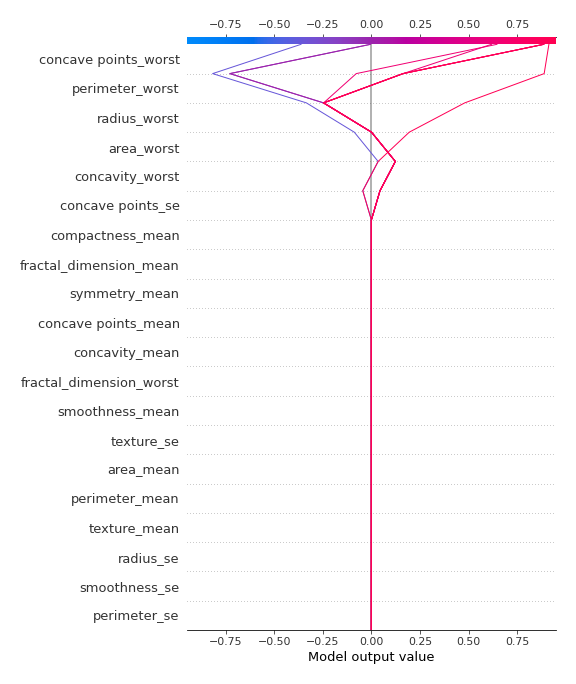 −0.75 −0.50 −0.25 0.00 0.25 0.50 0.75
concave points_worst
perimeter_worst
radius_worst
area_worst
concavity_worst
concave points_se
compactness_mean
fractal_dimension_mean
symmetry_mean
concave points_mean
concavity_mean
fractal_dimension_worst
smoothness_mean
texture_se
area_mean
perimeter_mean
texture_mean
radius_se
smoothness_se
perimeter_se
−0.75 −0.50 −0.25 0.00 0.25 0.50 0.75
Model output value